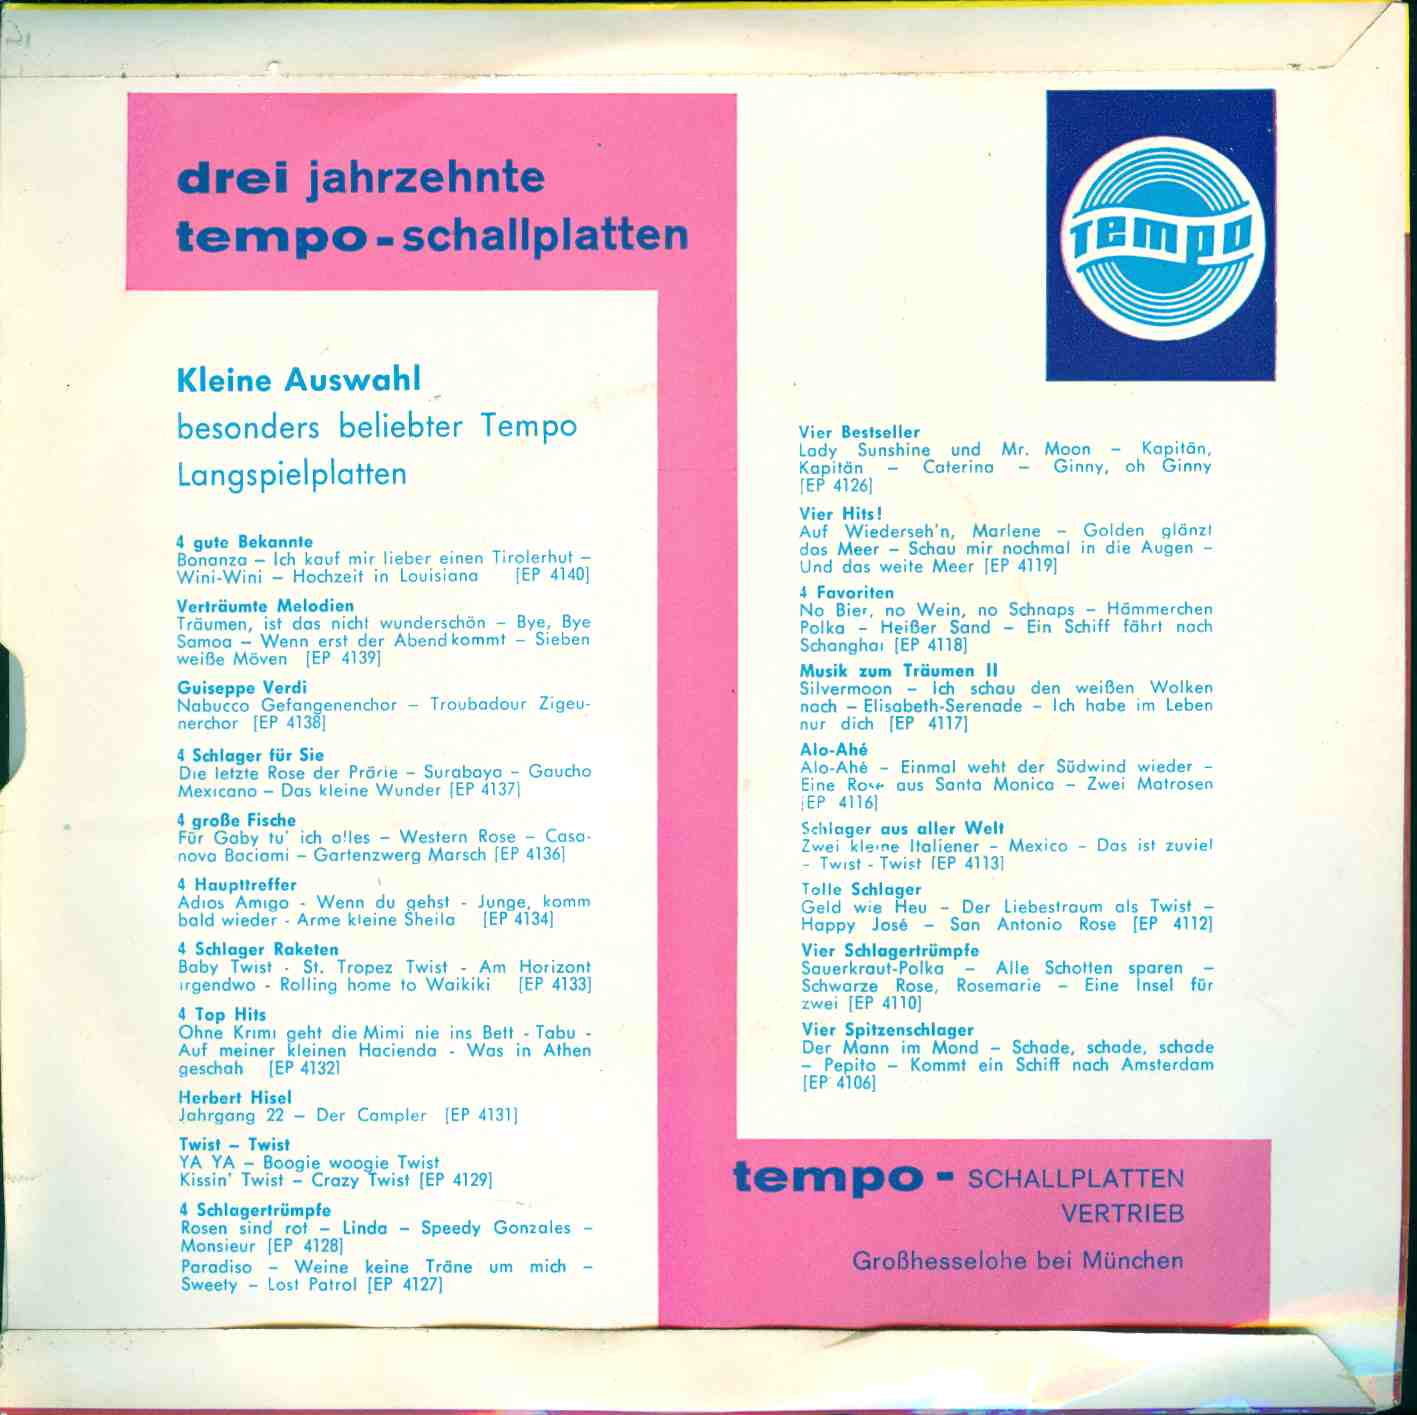 drei jahrzehnte
tempo-schallplatten
TEMPO
Kleine Auswahl
besonders beliebter Tempo
Langspielplatten
4 gute Bekannte
Bonanza – Ich kauf mir lieber einen Tirolerhut –
Wini-Wini – Hochzeit in Louisiana [EP 4140]
Verträumte Melodien
Träumen, ist das nicht wunderschön – Bye, Bye
Samoa – Wenn erst der Abend kommt – Sieben
weiße Möven [EP 4139]
Guiseppe Verdi
Nabucco Gefangenenchor – Troubadour Zigeu-
nerchor [EP 4138]
4 Schlager für Sie
Die letzte Rose der Prärie – Surabaya – Gaucho
Mexicano – Das kleine Wunder [EP 4137]
4 große Fische
Für Gaby tu' ich alles – Western Rose – Casa-
nova Baciami – Gartenzwerg Marsch [EP 4136]
4 Haupttreffer
Adios Amigo - Wenn du gehst - Junge, komm
bald wieder - Arme kleine Sheila [EP 4134]
4 Schlager Raketen
Baby Twist - St. Tropez Twist - Am Horizont
irgendwo - Rolling home to Waikiki [EP 4133]
4 Top Hits
Ohne Krimi geht die Mimi nie ins Bett - Tabu -
Auf meiner kleinen Hacienda - Was in Athen
geschah [EP 4132]
Herbert Hisel
Jahrgang 22 – Der Campler [EP 4131]
Twist – Twist
YA YA – Boogie woogie Twist
Kissin' Twist – Crazy Twist [EP 4129]
4 Schlagertrümpfe
Rosen sind rot – Linda – Speedy Gonzales –
Monsieur [EP 4128]
Paradiso – Weine keine Träne um mich –
Sweety – Lost Patrol [EP 4127]
Vier Bestseller
Lady Sunshine und Mr. Moon – Kapitän,
Kapitän – Caterina – Ginny, oh Ginny
[EP 4126]
Vier Hits!
Auf Wiederseh'n, Marlene – Golden glänzt
das Meer – Schau mir nochmal in die Augen –
Und das weite Meer [EP 4119]
4 Favoriten
No Bier, no Wein, no Schnaps – Hämmerchen
Polka – Heißer Sand – Ein Schiff fährt nach
Schanghai [EP 4118]
Musik zum Träumen II
Silvermoon – Ich schau den weißen Wolken
nach – Elisabeth-Serenade – Ich habe im Leben
nur dich [EP 4117]
Alo-Ahé
Alo-Ahé – Einmal weht der Südwind wieder –
Eine Rose aus Santa Monica – Zwei Matrosen
[EP 4116]
Schlager aus aller Welt
Zwei kleine Italiener – Mexico – Das ist zuviel
– Twist - Twist [EP 4113]
Tolle Schlager
Geld wie Heu – Der Liebestraum als Twist –
Happy José – San Antonio Rose [EP 4112]
Vier Schlagertrümpfe
Sauerkraut-Polka – Alle Schotten sparen –
Schwarze Rose, Rosemarie – Eine Insel für
zwei [EP 4110]
Vier Spitzenschlager
Der Mann im Mond – Schade, schade, schade
– Pepito – Kommt ein Schiff nach Amsterdam
[EP 4106]
tempo - SCHALLPLATTEN
VERTRIEB
Großhesselohe bei München